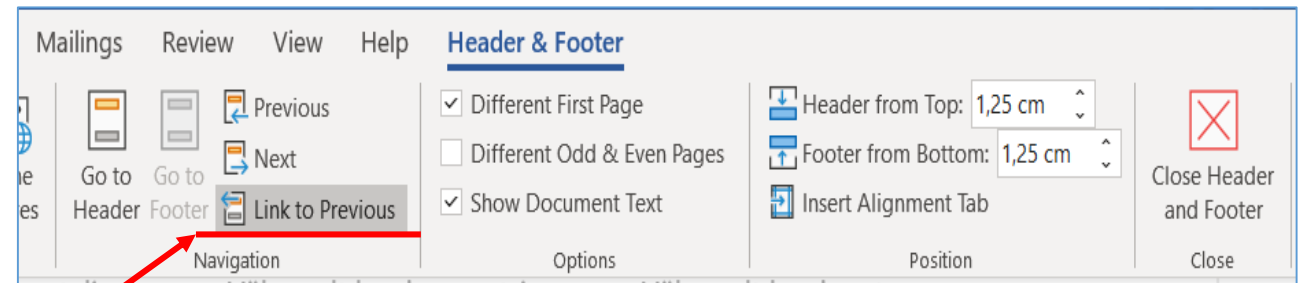 Mailings Review View Help Header & Footer
Go to Header
Go to Footer
Previous
Next
Link to Previous
Navigation
Different First Page
Different Odd & Even Pages
Show Document Text
Options
Header from Top: 1,25 cm
Footer from Bottom: 1,25 cm
Insert Alignment Tab
Position
Close Header
and Footer
Close